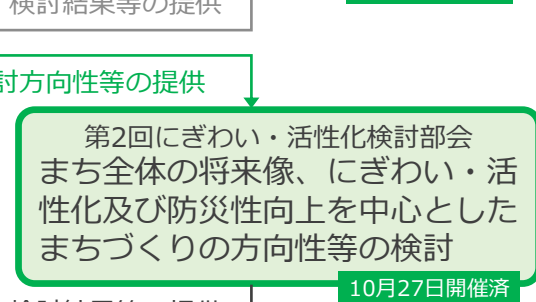 検討結果等の提供
討方向性等の提供
第2回にぎわい・活性化検討部会
まち全体の将来像、にぎわい・活
性化及び防災性向上を中心とした
まちづくりの方向性等の検討
10月27日開催済